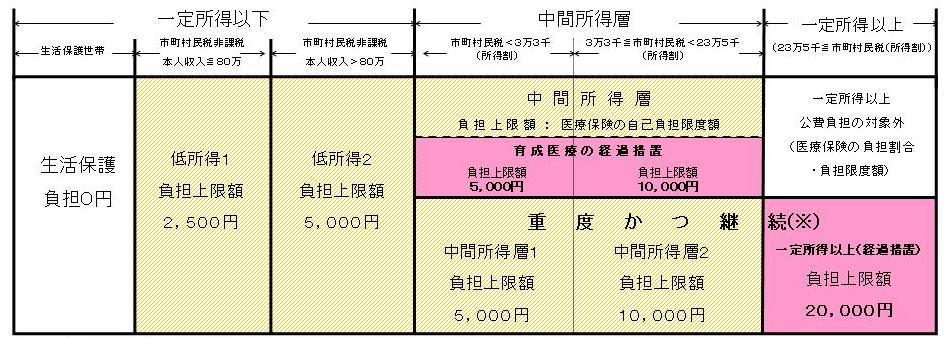 一定所得以下
中間所得層
一定所得以上
(23万5千≦市町村民税(所得割))
生活保護世帯
市町村民税非課税
本人収入≦80万
市町村民税非課税
本人収入>80万
市町村民税<3万3千
(所得割)
3万3千≦市町村民税<23万5千
(所得割)
生活保護
負担0円
低所得1
負担上限額
2,500円
低所得2
負担上限額
5,000円
中間所得層
負担上限額 : 医療保険の自己負担限度額
育成医療の経過措置
負担上限額
5,000円
負担上限額
10,000円
一定所得以上
公費負担の対象外
(医療保険の負担割合
・負担限度額)
重度かつ継続(※)
中間所得層1
負担上限額
5,000円
中間所得層2
負担上限額
10,000円
一定所得以上(経過措置)
負担上限額
20,000円